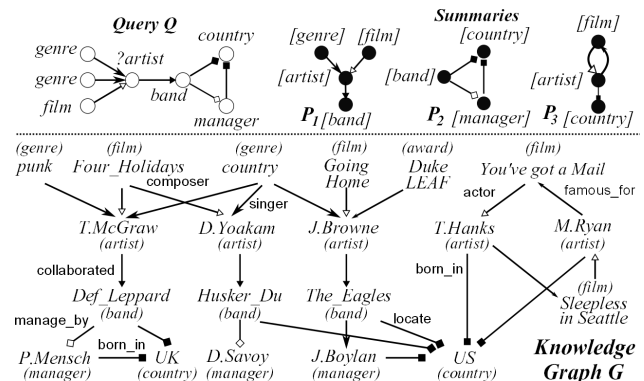 Query Q
Summaries
genre
?artist
country
[genre]
[film]
[country]
[film]
genre
[artist]
[band]
[artist]
film
band
manager
P1 [band]
P2 [manager]
P3 [country]
(genre)
(film)
(genre)
(film)
(award)
(film)
punk
Four_Holidays
country
Going
Home
Duke
LEAF
You've got a Mail
composer
singer
actor
famous_for
T.McGraw
(artist)
D.Yoakam
(artist)
J.Browne
(artist)
T.Hanks
(artist)
M.Ryan
(artist)
collaborated
born_in
Def_Leppard
(band)
Husker_Du
(band)
The_Eagles
(band)
(film)
Sleepless
in Seattle
manage_by
born_in
locate
P.Mensch
(manager)
UK
(country)
D.Savoy
(manager)
J.Boylan
(manager)
US
(country)
Knowledge
Graph G